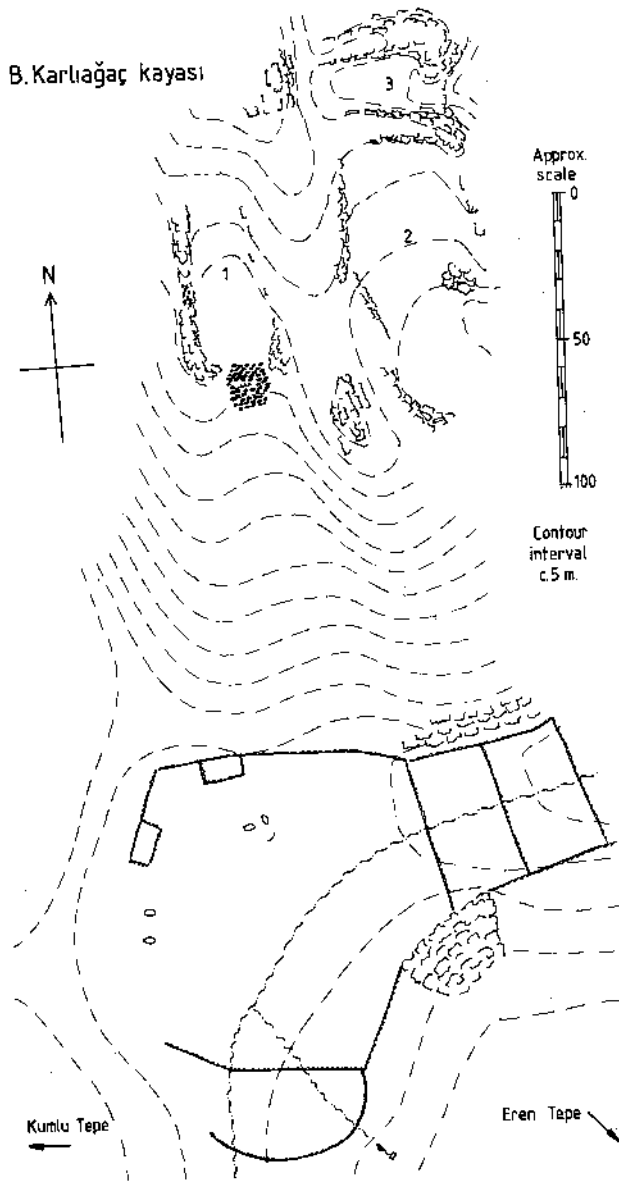 B. Karlıağaç kayası
3
Approx.
scale
0
2
N
1
50
100
Contour
interval
c.5 m.
Kumlu Tepe
Eren Tepe